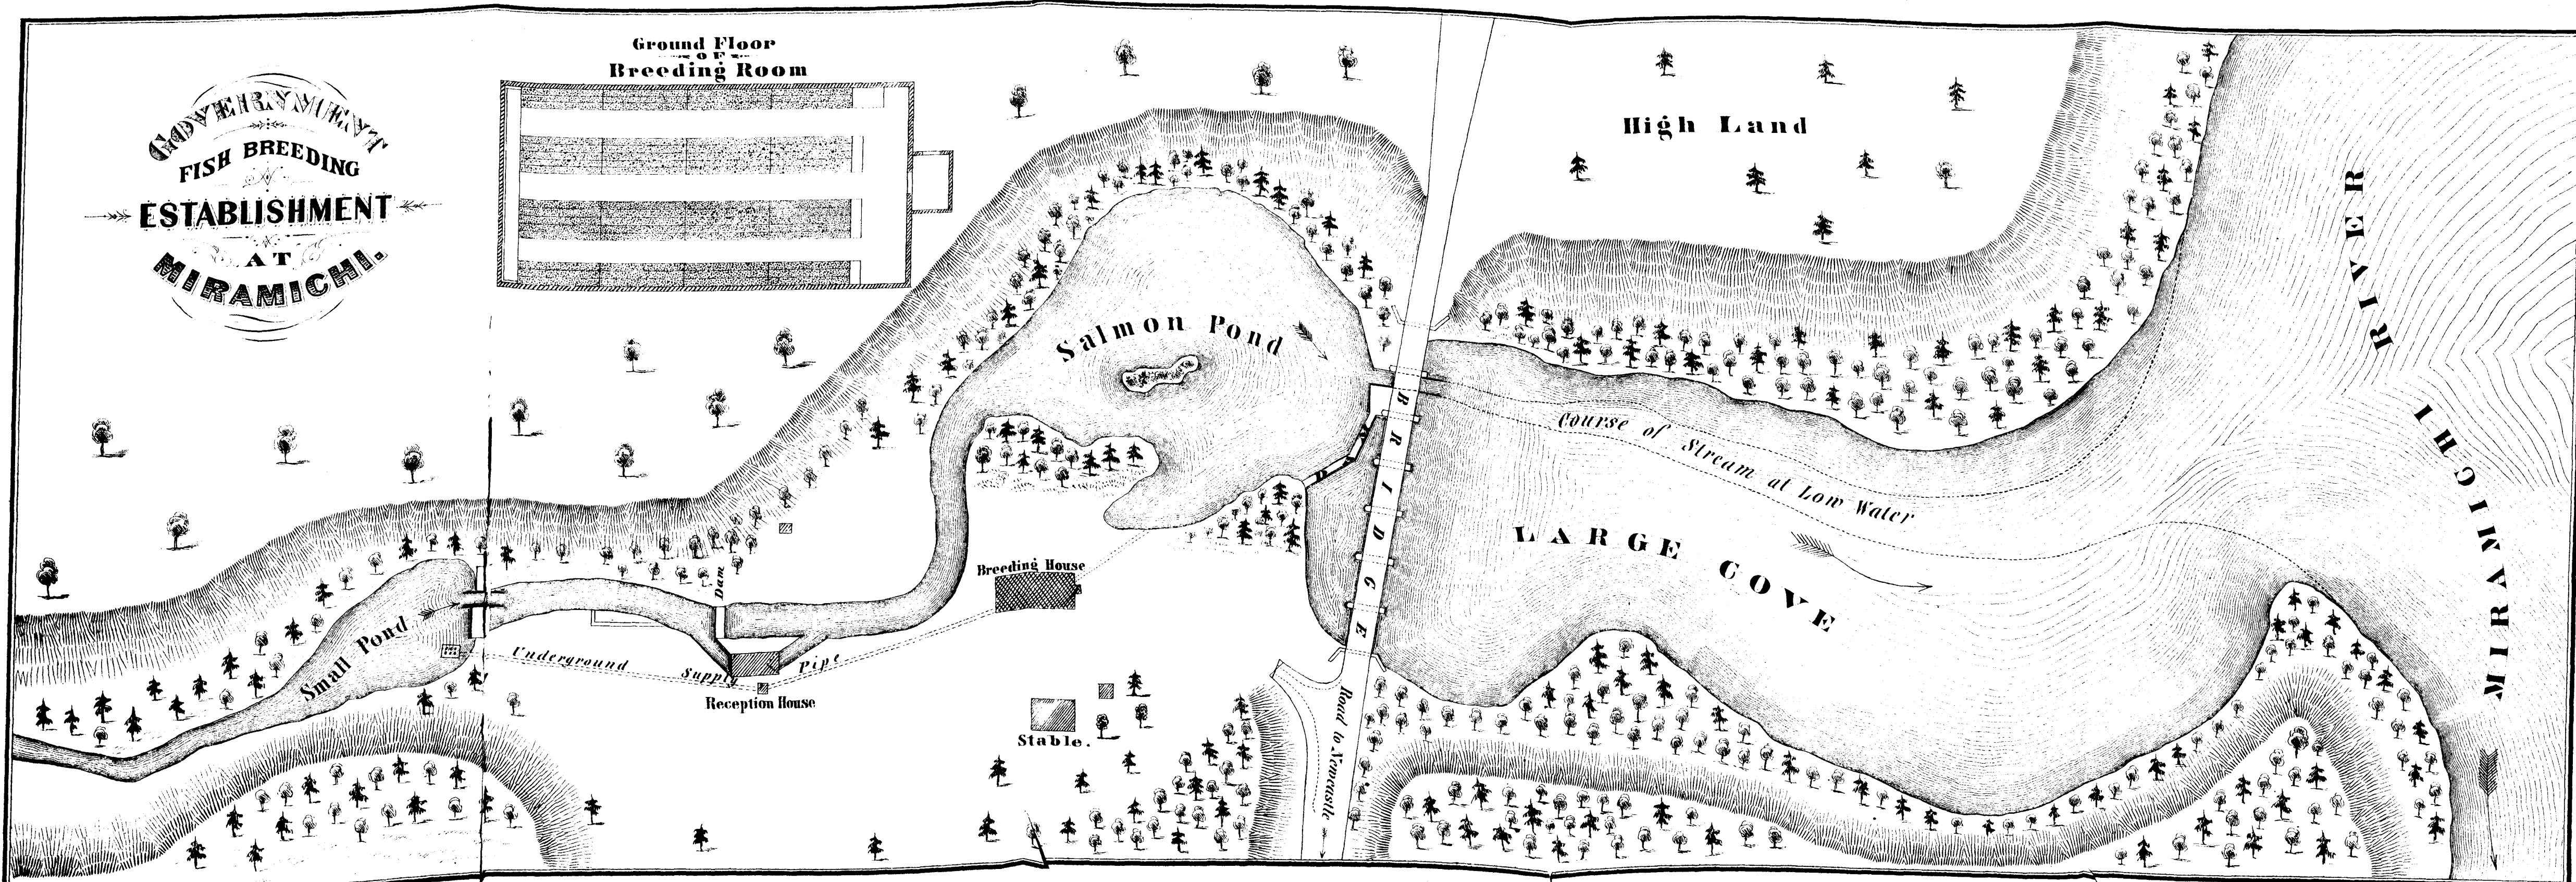 GOVERNMENT
FISH BREEDING
ESTABLISHMENT
AT
MIRAMICHI.
Ground Floor
OF
Breeding Room
High Land
RIVER
MIRAMICHI
Salmon Pond
BRIDGE
DAM
Course of Stream at Low Water
LARGE COVE
Breeding House
Dam
Small Pond
Underground Supply Pipe
Reception House
Stable.
Road to Newcastle